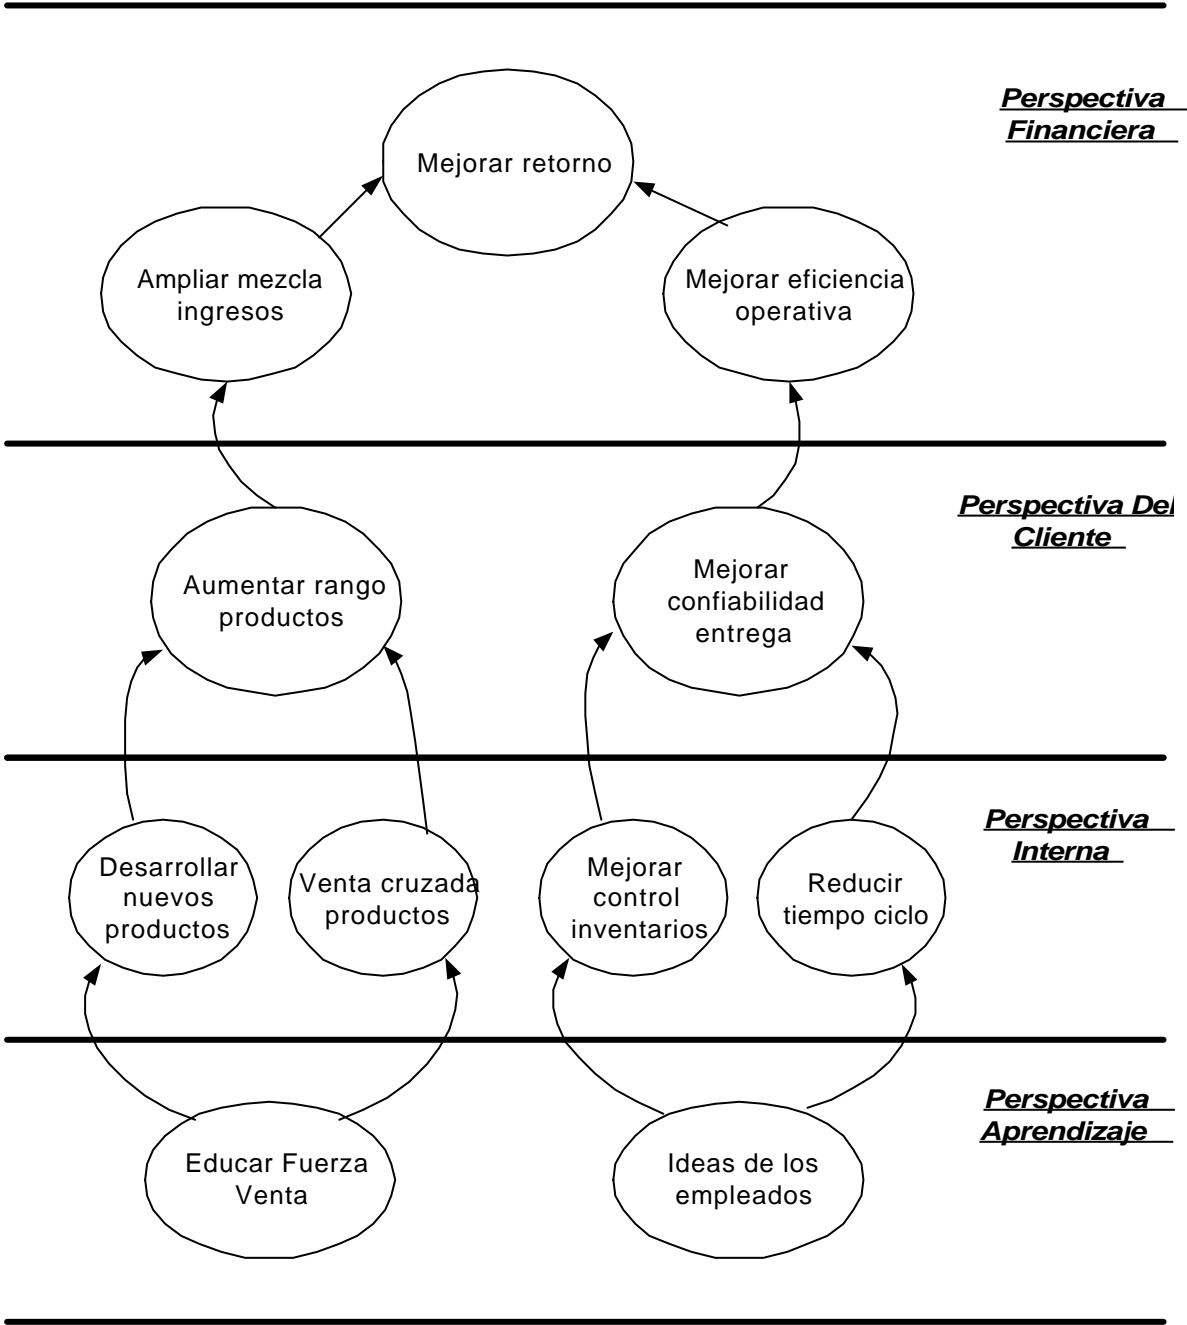 Perspectiva
Financiera
Mejorar retorno
Ampliar mezcla
ingresos
Mejorar eficiencia
operativa
Perspectiva Del
Cliente
Aumentar rango
productos
Mejorar
confiabilidad
entrega
Perspectiva
Interna
Desarrollar
nuevos
productos
Venta cruzada
productos
Mejorar
control
inventarios
Reducir
tiempo ciclo
Perspectiva
Aprendizaje
Educar Fuerza
Venta
Ideas de los
empleados